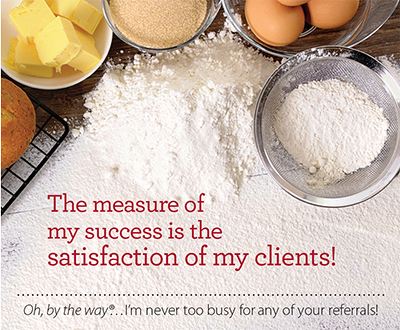 The measure of
my success is the
satisfaction of my clients!
Oh, by the way®. . .I'm never too busy for any of your referrals!